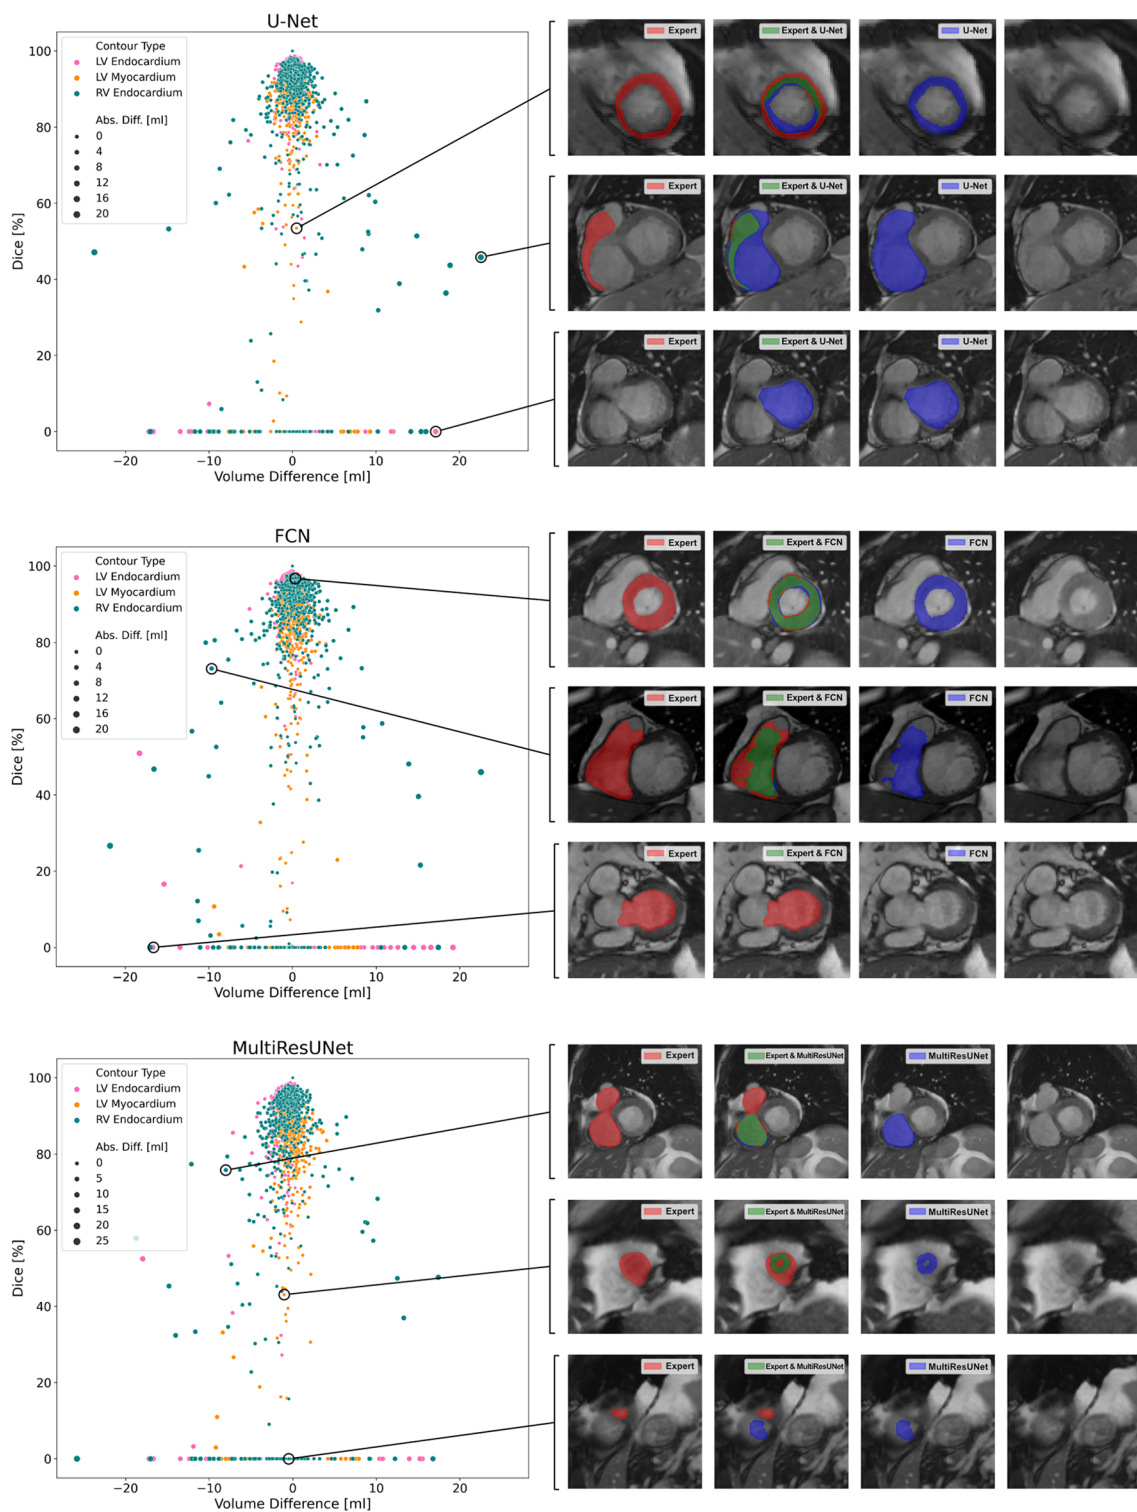 U-Net
Contour Type
LV Endocardium
LV Myocardium
RV Endocardium
Abs. Diff. [ml]
0
4
8
12
16
20
100
80
60
40
20
0
Dice [%]
−20
−10
0
10
20
Volume Difference [ml]
Expert
Expert & U-Net
U-Net
Expert
Expert & U-Net
U-Net
Expert
Expert & U-Net
U-Net
FCN
Contour Type
LV Endocardium
LV Myocardium
RV Endocardium
Abs. Diff. [ml]
0
4
8
12
16
20
100
80
60
40
20
0
Dice [%]
−20
−10
0
10
20
Volume Difference [ml]
Expert
Expert & FCN
FCN
Expert
Expert & FCN
FCN
Expert
Expert & FCN
FCN
MultiResUNet
Contour Type
LV Endocardium
LV Myocardium
RV Endocardium
Abs. Diff. [ml]
0
5
10
15
20
25
100
80
60
40
20
0
Dice [%]
−20
−10
0
10
20
Volume Difference [ml]
Expert
Expert & MultiResUNet
MultiResUNet
Expert
Expert & MultiResUNet
MultiResUNet
Expert
Expert & MultiResUNet
MultiResUNet